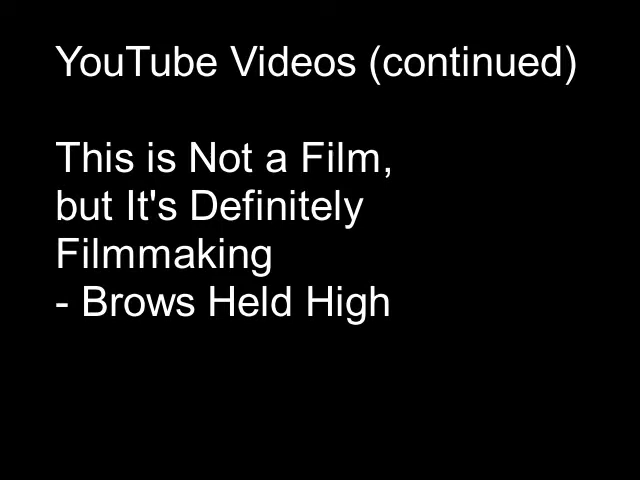 YouTube Videos (continued)
This is Not a Film,
but It's Definitely
Filmmaking
- Brows Held High